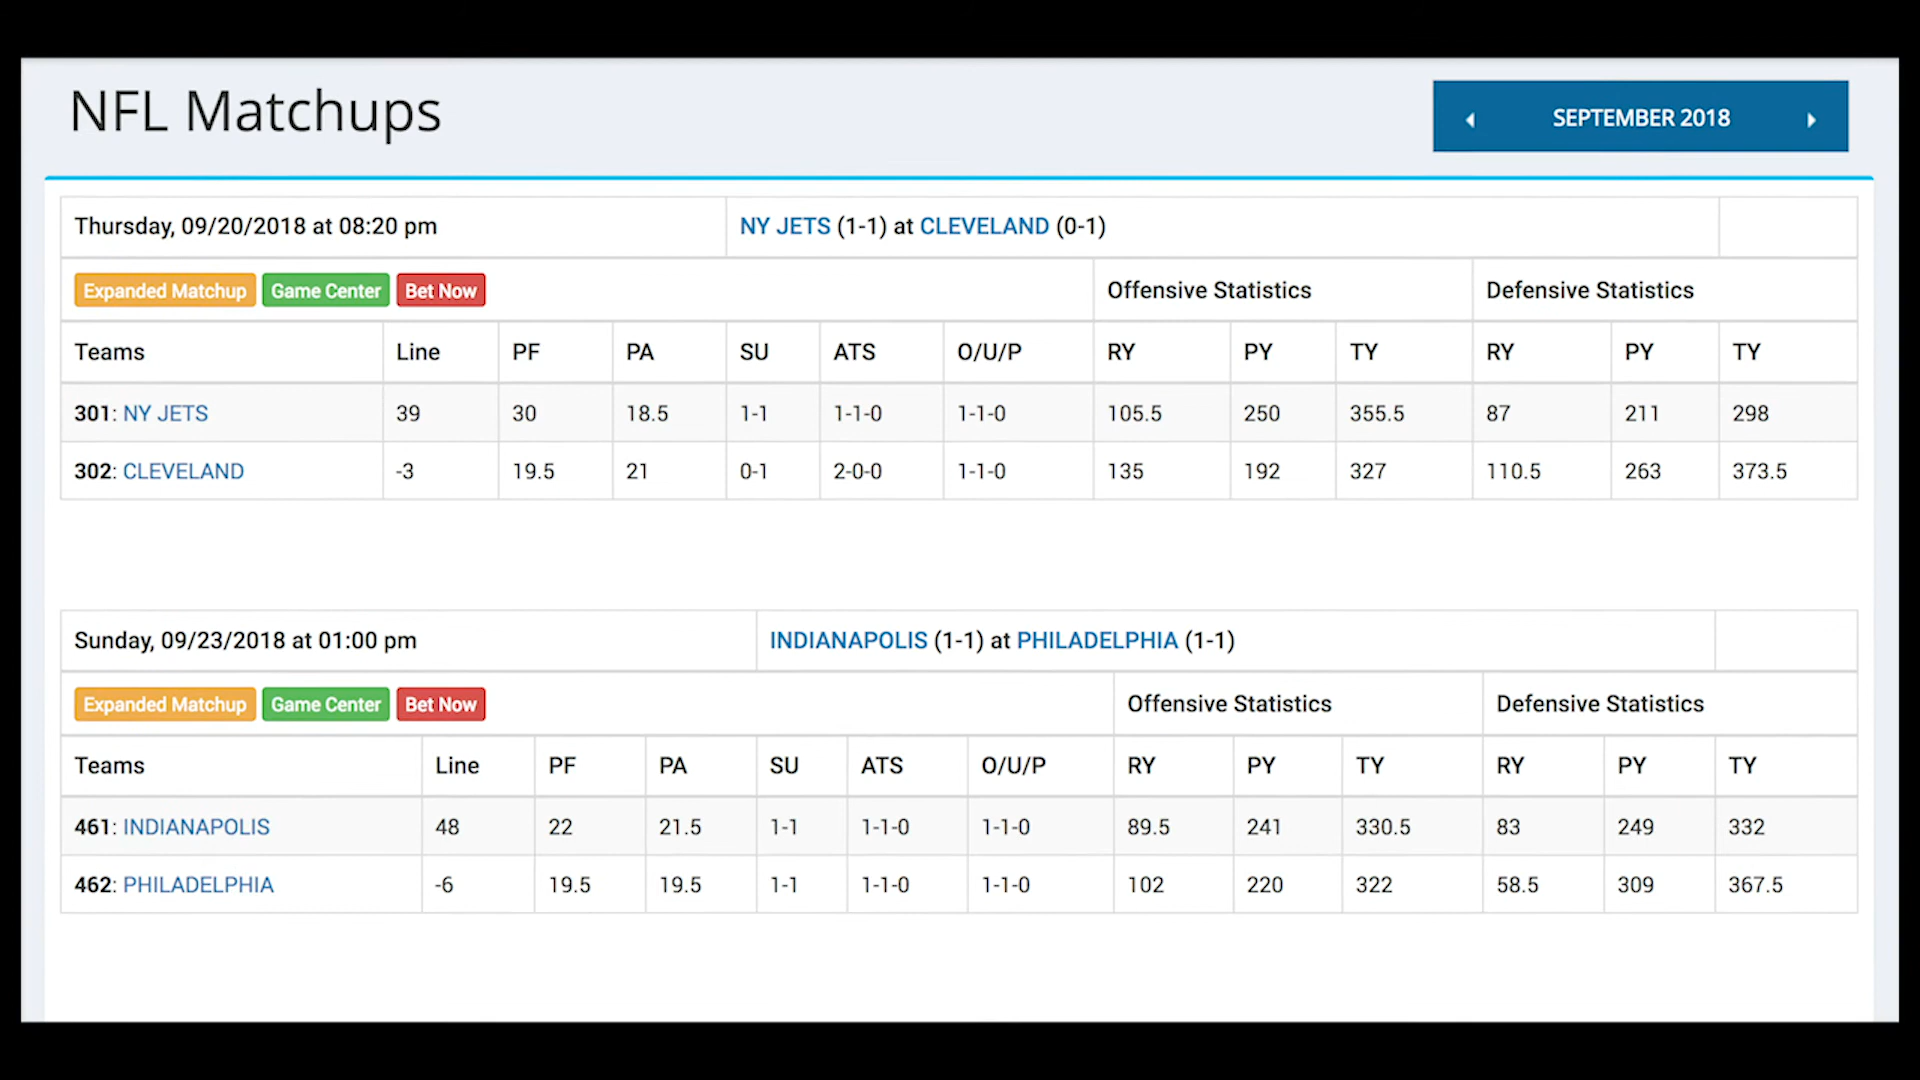 NFL Matchups
SEPTEMBER 2018
Thursday, 09/20/2018 at 08:20 pm NY JETS (1-1) at CLEVELAND (0-1)
Expanded Matchup Game Center Bet Now Offensive Statistics Defensive Statistics
Teams Line PF PA SU ATS O/U/P RY PY TY RY PY TY
301: NY JETS 39 30 18.5 1-1 1-1-0 1-1-0 105.5 250 355.5 87 211 298
302: CLEVELAND -3 19.5 21 0-1 2-0-0 1-1-0 135 192 327 110.5 263 373.5
Sunday, 09/23/2018 at 01:00 pm INDIANAPOLIS (1-1) at PHILADELPHIA (1-1)
Expanded Matchup Game Center Bet Now Offensive Statistics Defensive Statistics
Teams Line PF PA SU ATS O/U/P RY PY TY RY PY TY
461: INDIANAPOLIS 48 22 21.5 1-1 1-1-0 1-1-0 89.5 241 330.5 83 249 332
462: PHILADELPHIA -6 19.5 19.5 1-1 1-1-0 1-1-0 102 220 322 58.5 309 367.5